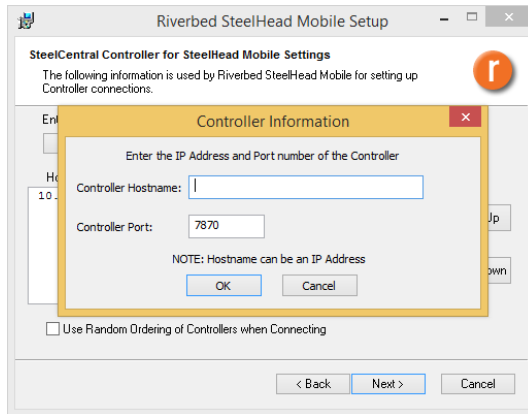 Riverbed SteelHead Mobile Setup
SteelCentral Controller for SteelHead Mobile Settings
The following information is used by Riverbed SteelHead Mobile for setting up
Controller connections.
r
Controller Information
Enter the IP Address and Port number of the Controller
Controller Hostname:
10.
Controller Port: 7870
NOTE: Hostname can be an IP Address
OK Cancel
Use Random Ordering of Controllers when Connecting
< Back Next > Cancel